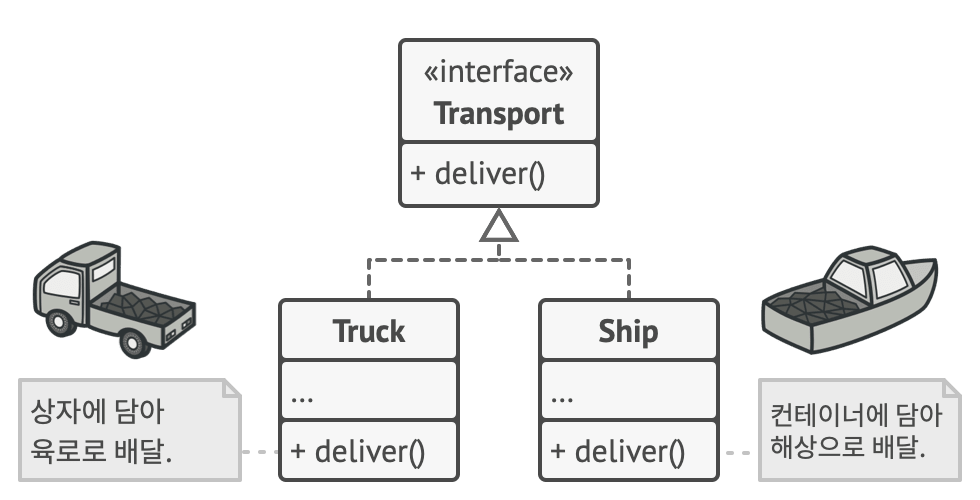 «interface»
Transport
+ deliver()
Truck
...
+ deliver()
Ship
...
+ deliver()
상자에 담아
육로로 배달.
컨테이너에 담아
해상으로 배달.